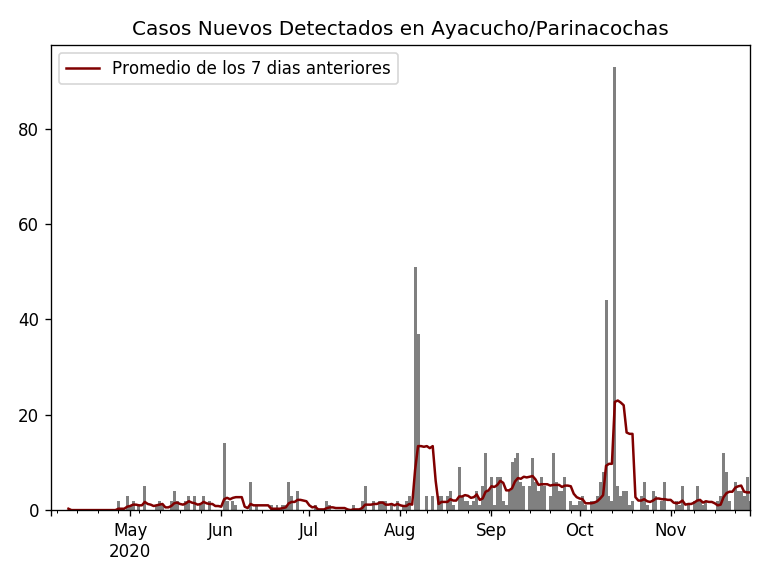 Casos Nuevos Detectados en Ayacucho/Parinacochas
Promedio de los 7 dias anteriores
80
60
40
20
0
May Jun Jul Aug Sep Oct Nov
2020